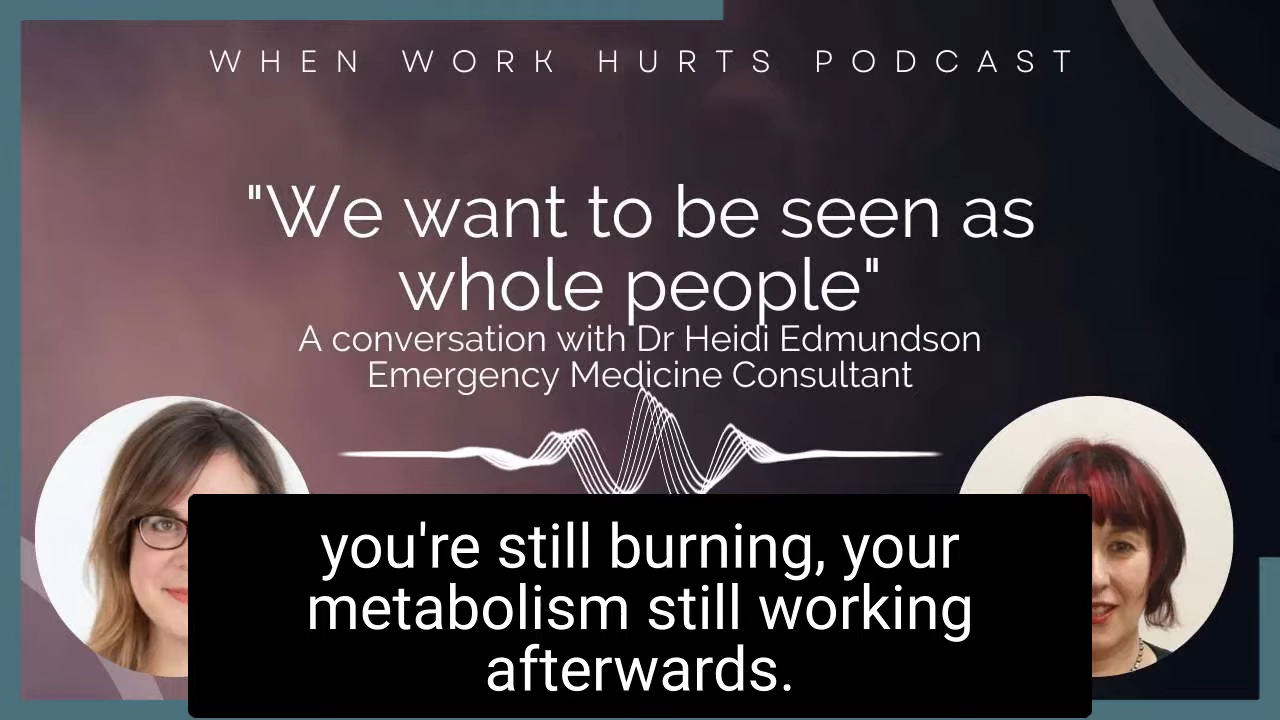 WHEN WORK HURTS PODCAST
"We want to be seen as
whole people"
A conversation with Dr Heidi Edmundson
Emergency Medicine Consultant
you're still burning, your
metabolism still working
afterwards.